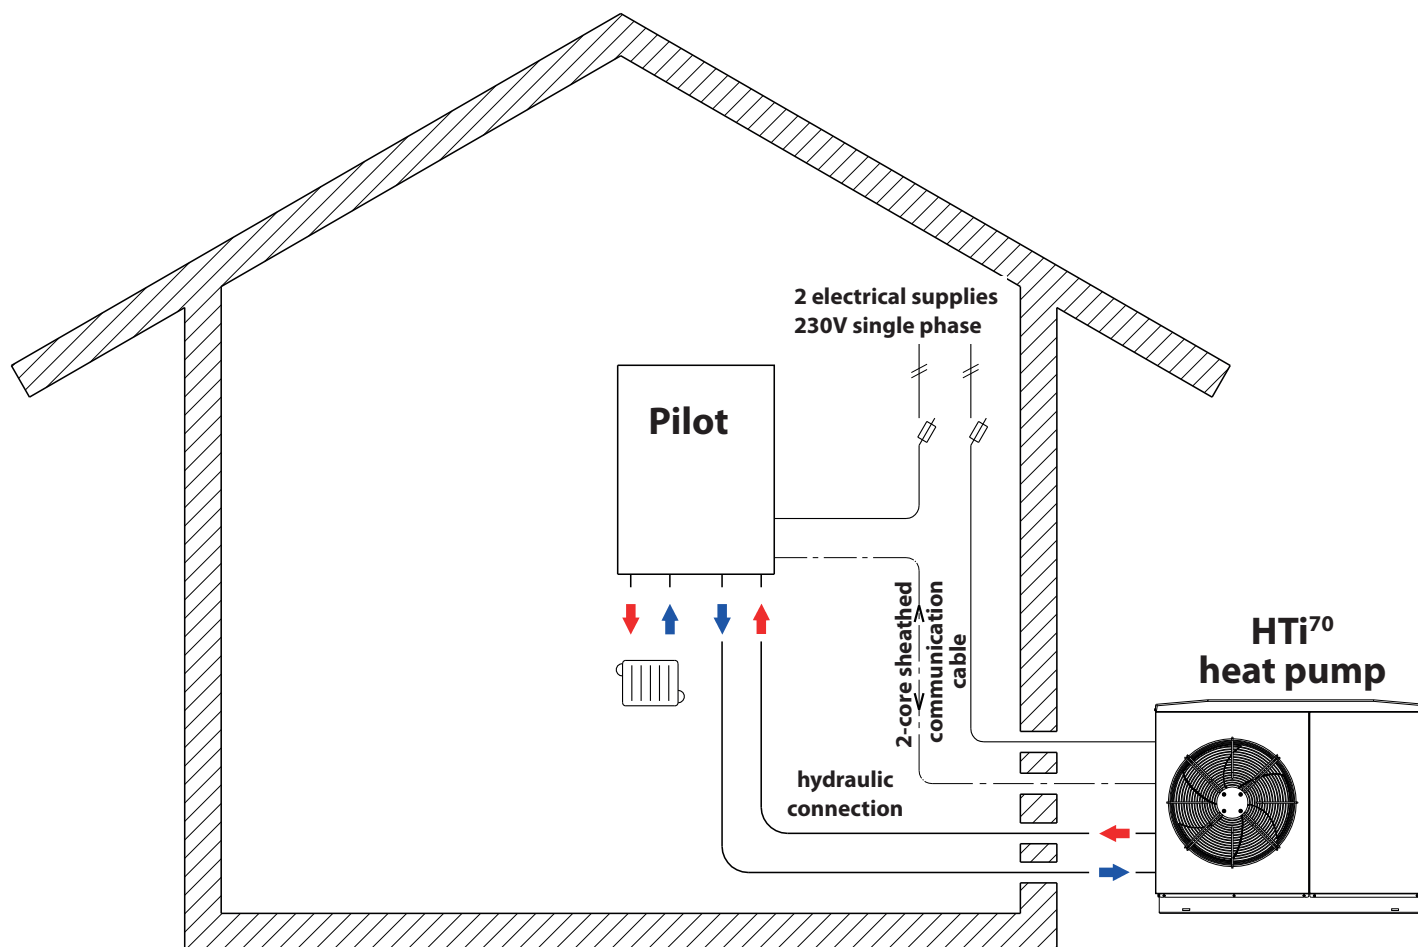 2 electrical supplies
230V single phase
Pilot
2-core sheathed
communication
cable
HTi⁷⁰
heat pump
hydraulic
connection